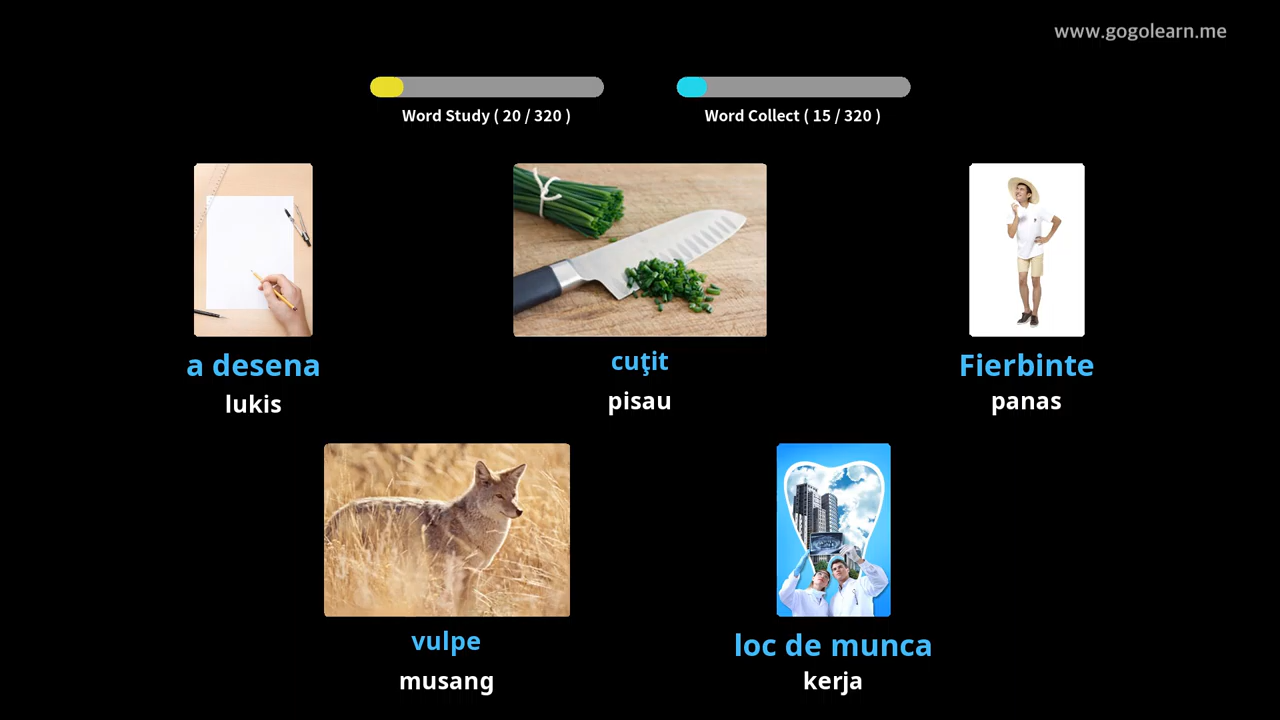 www.gogolearn.me
Word Study ( 20 / 320 )
Word Collect ( 15 / 320 )
a desena
lukis
cuţit
pisau
Fierbinte
panas
vulpe
musang
loc de munca
kerja